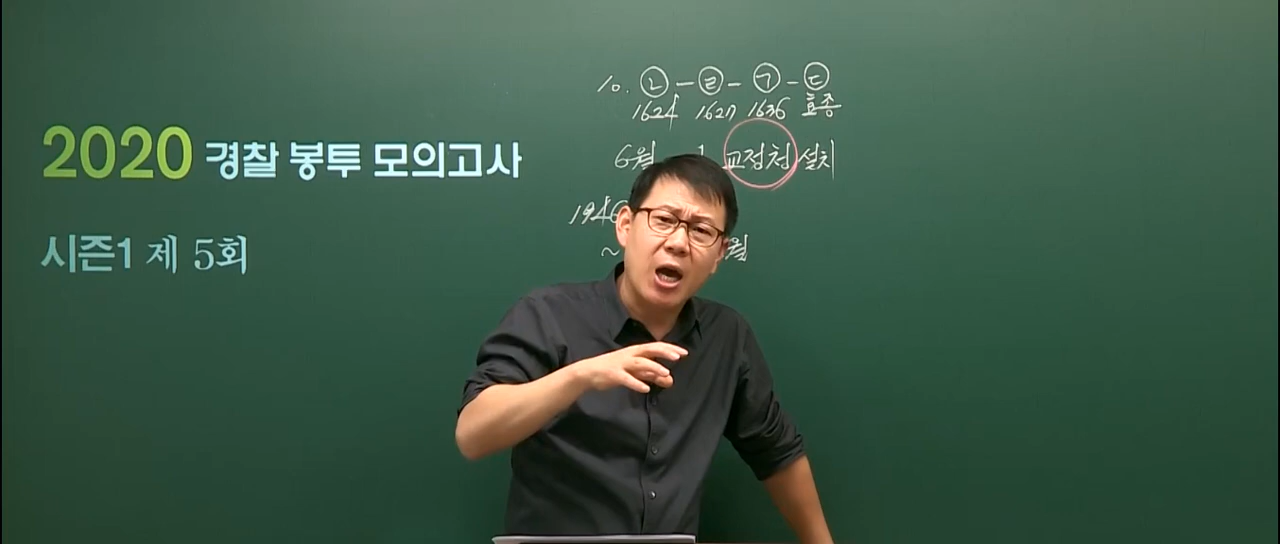 2020 경찰 봉투 모의고사
시즌1 제 5회
10. ㉡ - ㉣ - ㉠ - ㉢
1624 1627 1636 효종
6월 교정청 설치
1946
~ 월